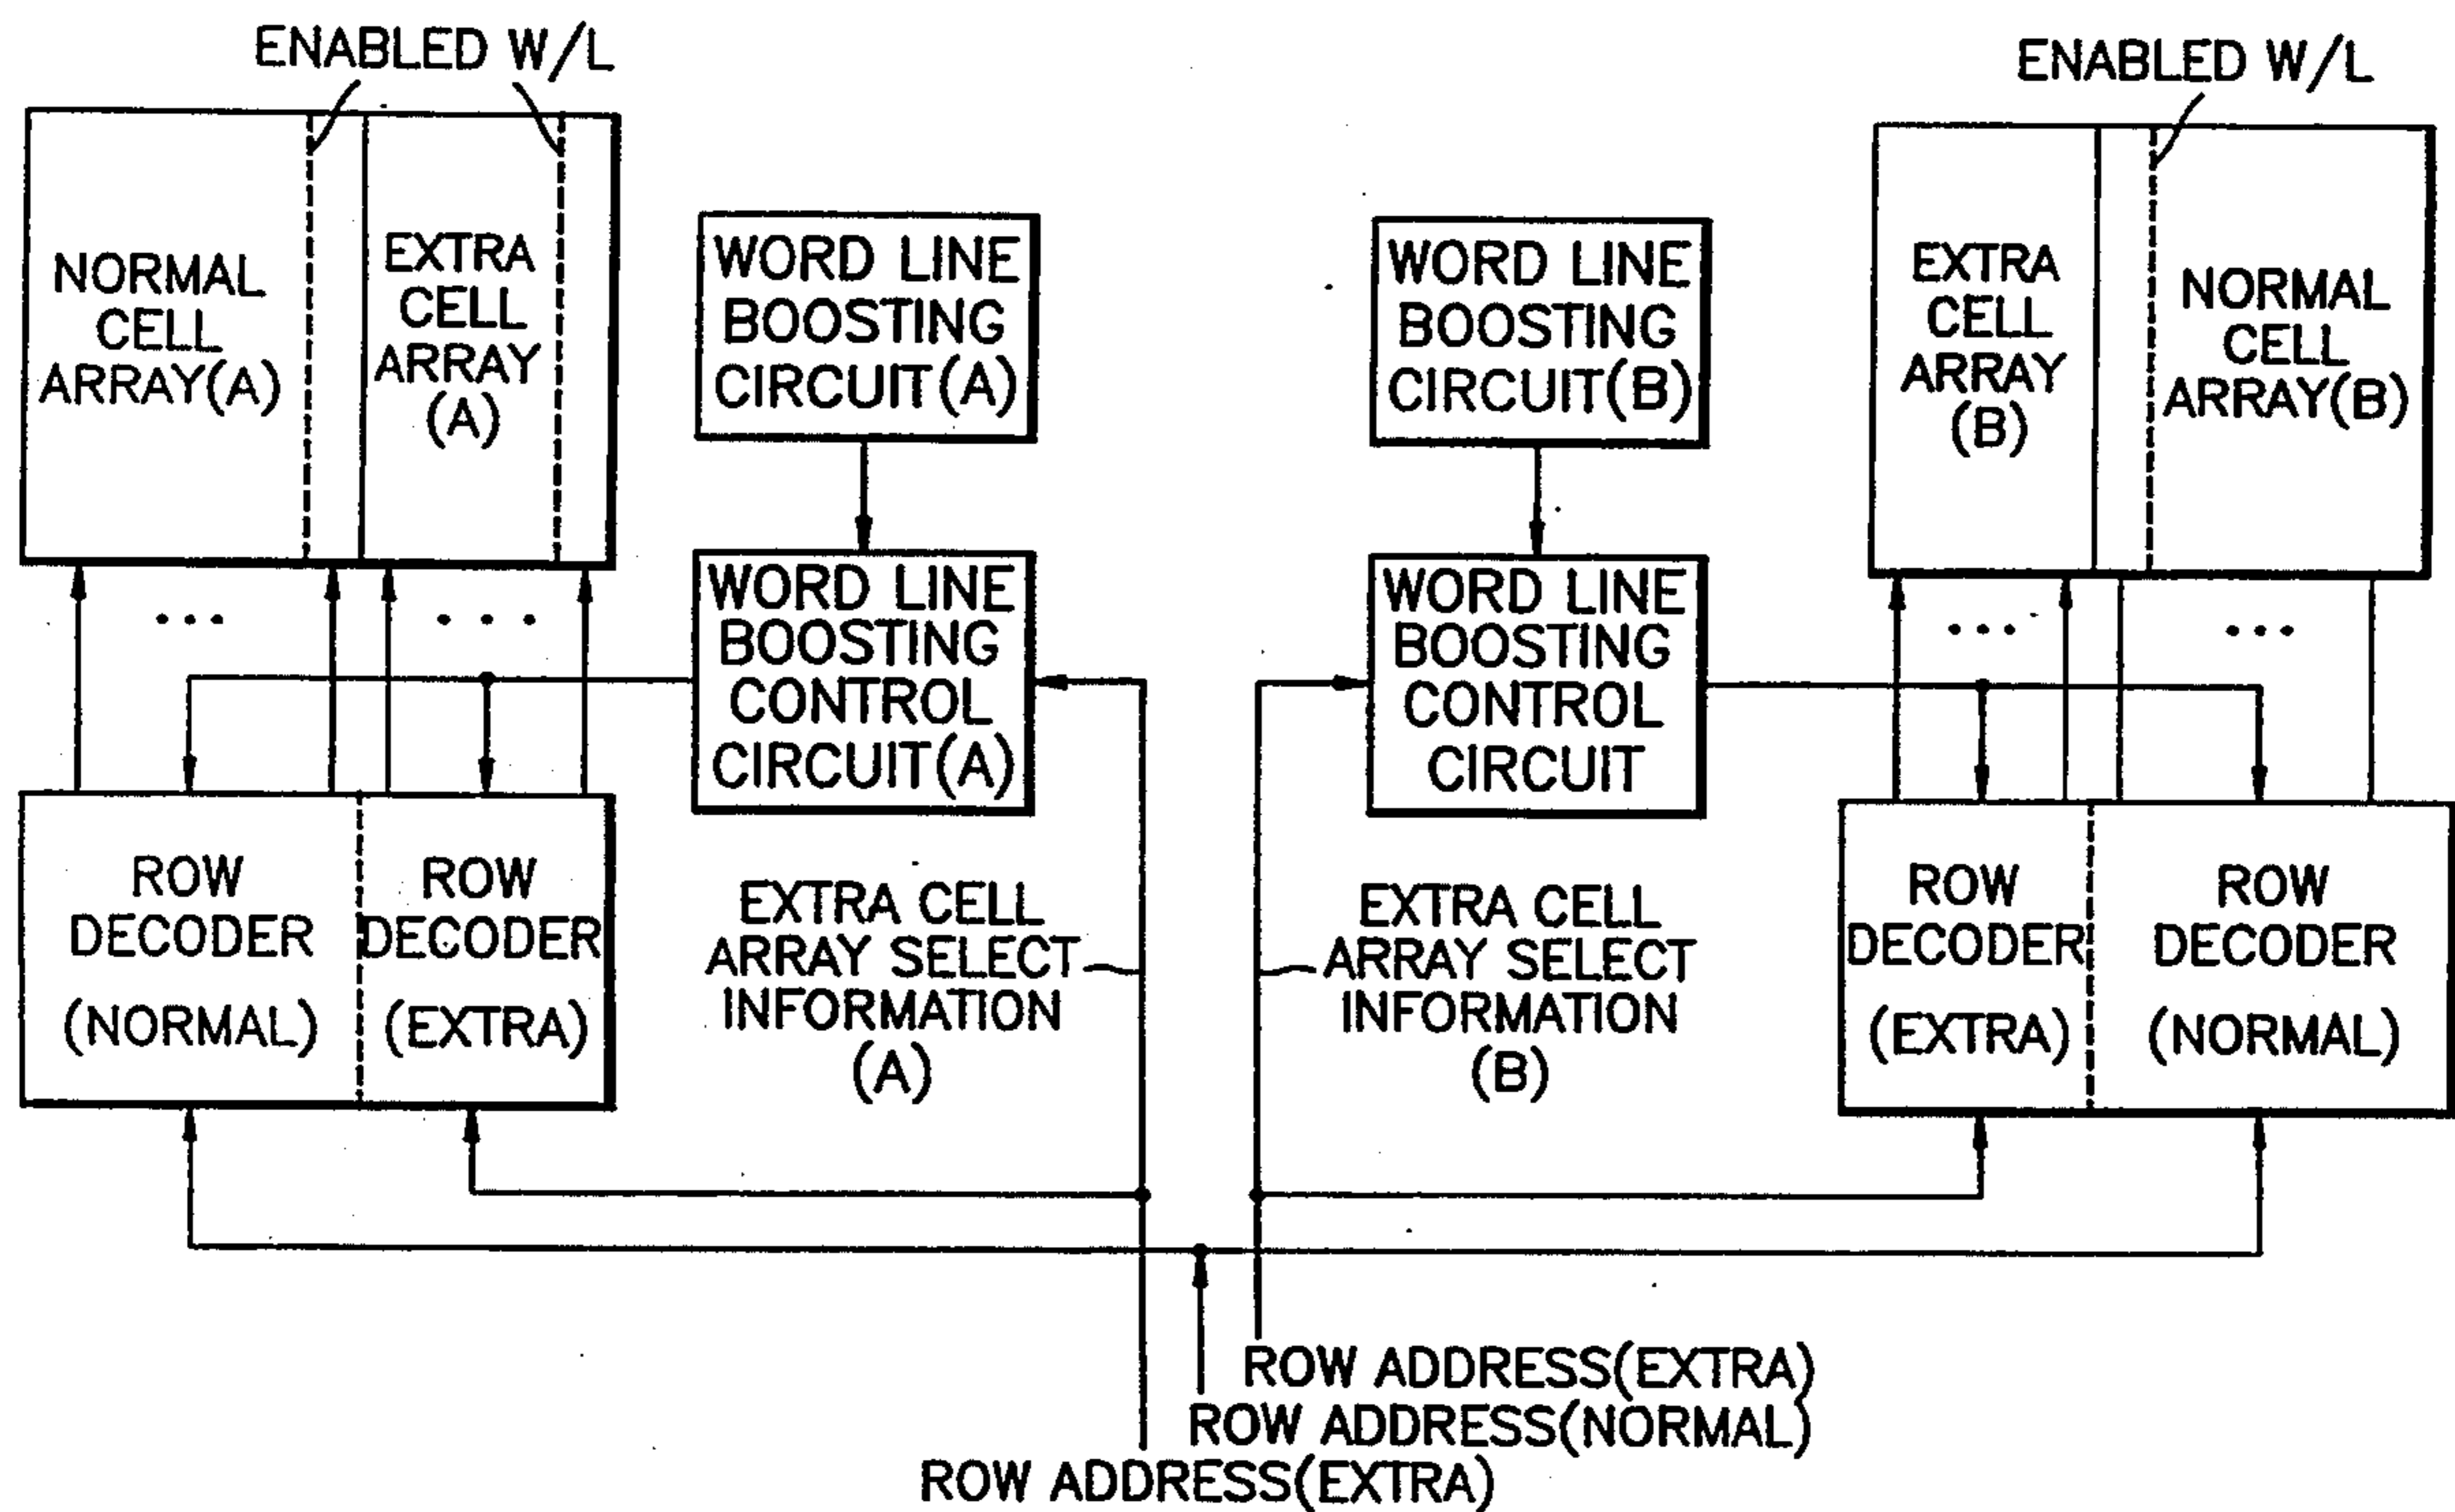 ENABLED W/L
ENABLED W/L
NORMAL
CELL
ARRAY(A)
EXTRA
CELL
ARRAY
(A)
WORD LINE
BOOSTING
CIRCUIT(A)
WORD LINE
BOOSTING
CIRCUIT(B)
EXTRA
CELL
ARRAY
(B)
NORMAL
CELL
ARRAY(B)
WORD LINE
BOOSTING
CONTROL
CIRCUIT(A)
WORD LINE
BOOSTING
CONTROL
CIRCUIT
ROW
DECODER
(NORMAL)
ROW
DECODER
(EXTRA)
EXTRA CELL
ARRAY SELECT
INFORMATION
(A)
EXTRA CELL
ARRAY SELECT
INFORMATION
(B)
ROW
DECODER
(EXTRA)
ROW
DECODER
(NORMAL)
ROW ADDRESS(EXTRA)
ROW ADDRESS(NORMAL)
ROW ADDRESS(EXTRA)